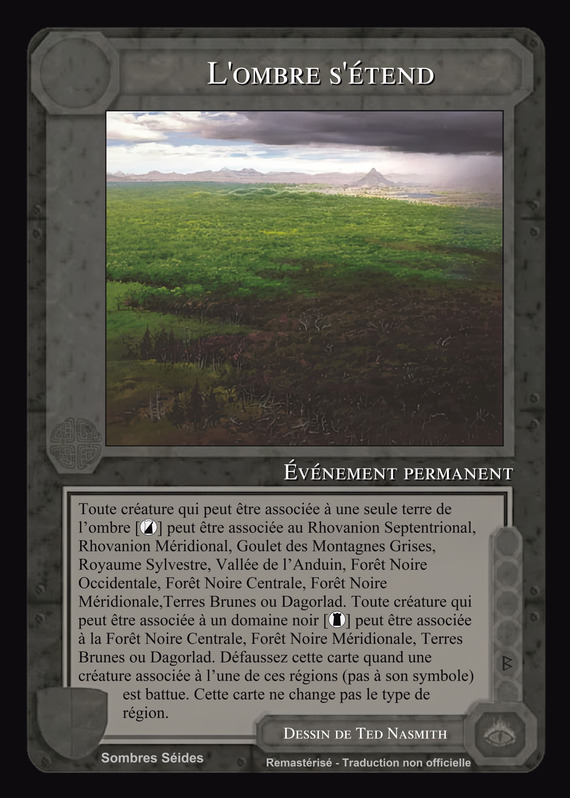 L'ombre s'étend
Événement permanent
Toute créature qui peut être associée à une seule terre de
l’ombre [ ] peut être associée au Rhovanion Septentrional,
Rhovanion Méridional, Goulet des Montagnes Grises,
Royaume Sylvestre, Vallée de l’Anduin, Forêt Noire
Occidentale, Forêt Noire Centrale, Forêt Noire
Méridionale,Terres Brunes ou Dagorlad. Toute créature qui
peut être associée à un domaine noir [ ] peut être associée
à la Forêt Noire Centrale, Forêt Noire Méridionale, Terres
Brunes ou Dagorlad. Défaussez cette carte quand une
créature associée à l’une de ces régions (pas à son symbole)
est battue. Cette carte ne change pas le type de
région.
Dessin de Ted Nasmith
Sombres Séides
Remastérisé - Traduction non officielle